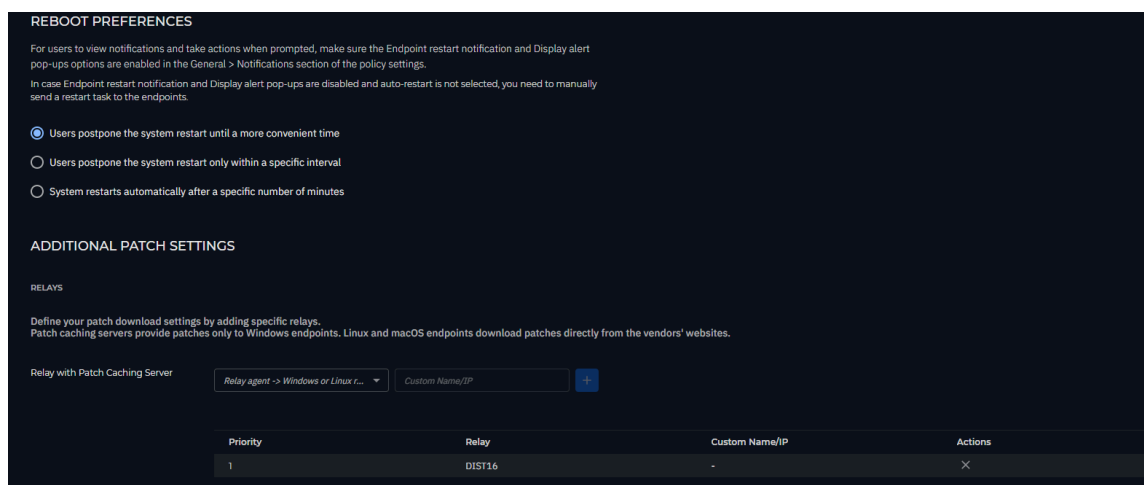 REBOOT PREFERENCES
For users to view notifications and take actions when prompted, make sure the Endpoint restart notification and Display alert
pop-ups options are enabled in the General > Notifications section of the policy settings.
In case Endpoint restart notification and Display alert pop-ups are disabled and auto-restart is not selected, you need to manually
send a restart task to the endpoints.
Users postpone the system restart until a more convenient time
Users postpone the system restart only within a specific interval
System restarts automatically after a specific number of minutes
ADDITIONAL PATCH SETTINGS
RELAYS
Define your patch download settings by adding specific relays.
Patch caching servers provide patches only to Windows endpoints. Linux and macOS endpoints download patches directly from the vendors' websites.
Relay with Patch Caching Server
Relay agent -> Windows or Linux r... Custom Name/IP +
Priority Relay Custom Name/IP Actions
1 DIST16 -